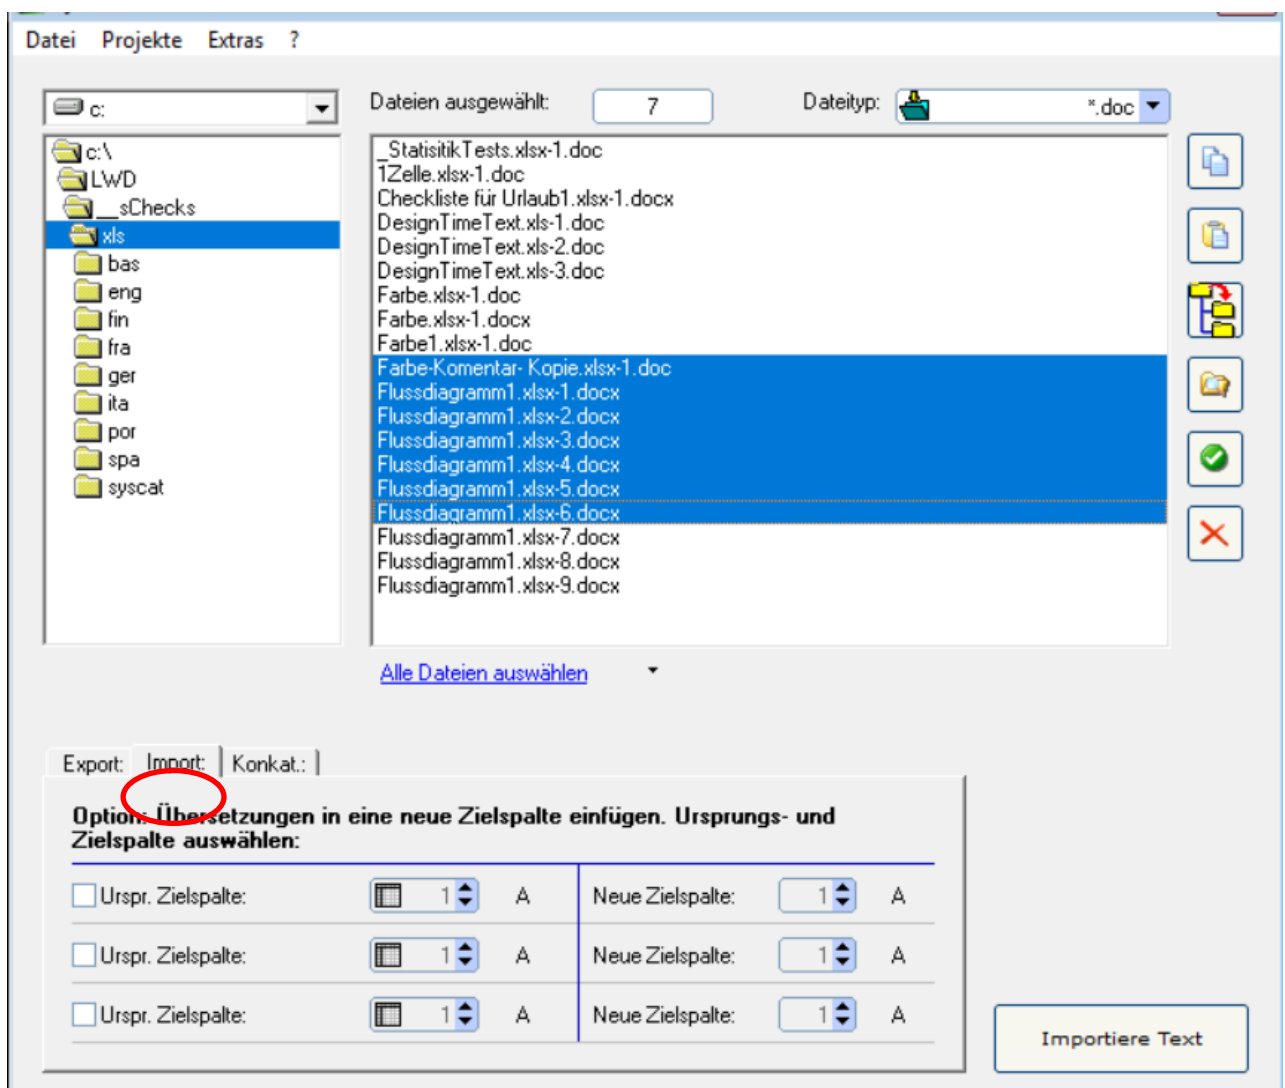 Datei Projekte Extras ?
c:
Dateien ausgewählt: 7 Dateityp: *.doc
c:\
LWD
__sChecks
xls
bas
eng
fin
fra
ger
ita
por
spa
syscat
_StatisitikTests.xlsx-1.doc
1Zelle.xlsx-1.doc
Checkliste für Urlaub1.xlsx-1.docx
DesignTimeText.xls-1.doc
DesignTimeText.xls-2.doc
DesignTimeText.xls-3.doc
Farbe.xlsx-1.doc
Farbe.xlsx-1.docx
Farbe1.xlsx-1.doc
Farbe-Komentar- Kopie.xlsx-1.doc
Flussdiagramm1.xlsx-1.docx
Flussdiagramm1.xlsx-2.docx
Flussdiagramm1.xlsx-3.docx
Flussdiagramm1.xlsx-4.docx
Flussdiagramm1.xlsx-5.docx
Flussdiagramm1.xlsx-6.docx
Flussdiagramm1.xlsx-7.docx
Flussdiagramm1.xlsx-8.docx
Flussdiagramm1.xlsx-9.docx
Alle Dateien auswählen
Export: Import: Konkat.:
Option: Übersetzungen in eine neue Zielspalte einfügen. Ursprungs- und
Zielspalte auswählen:
Urspr. Zielspalte: 1 A Neue Zielspalte: 1 A
Urspr. Zielspalte: 1 A Neue Zielspalte: 1 A
Urspr. Zielspalte: 1 A Neue Zielspalte: 1 A
Importiere Text